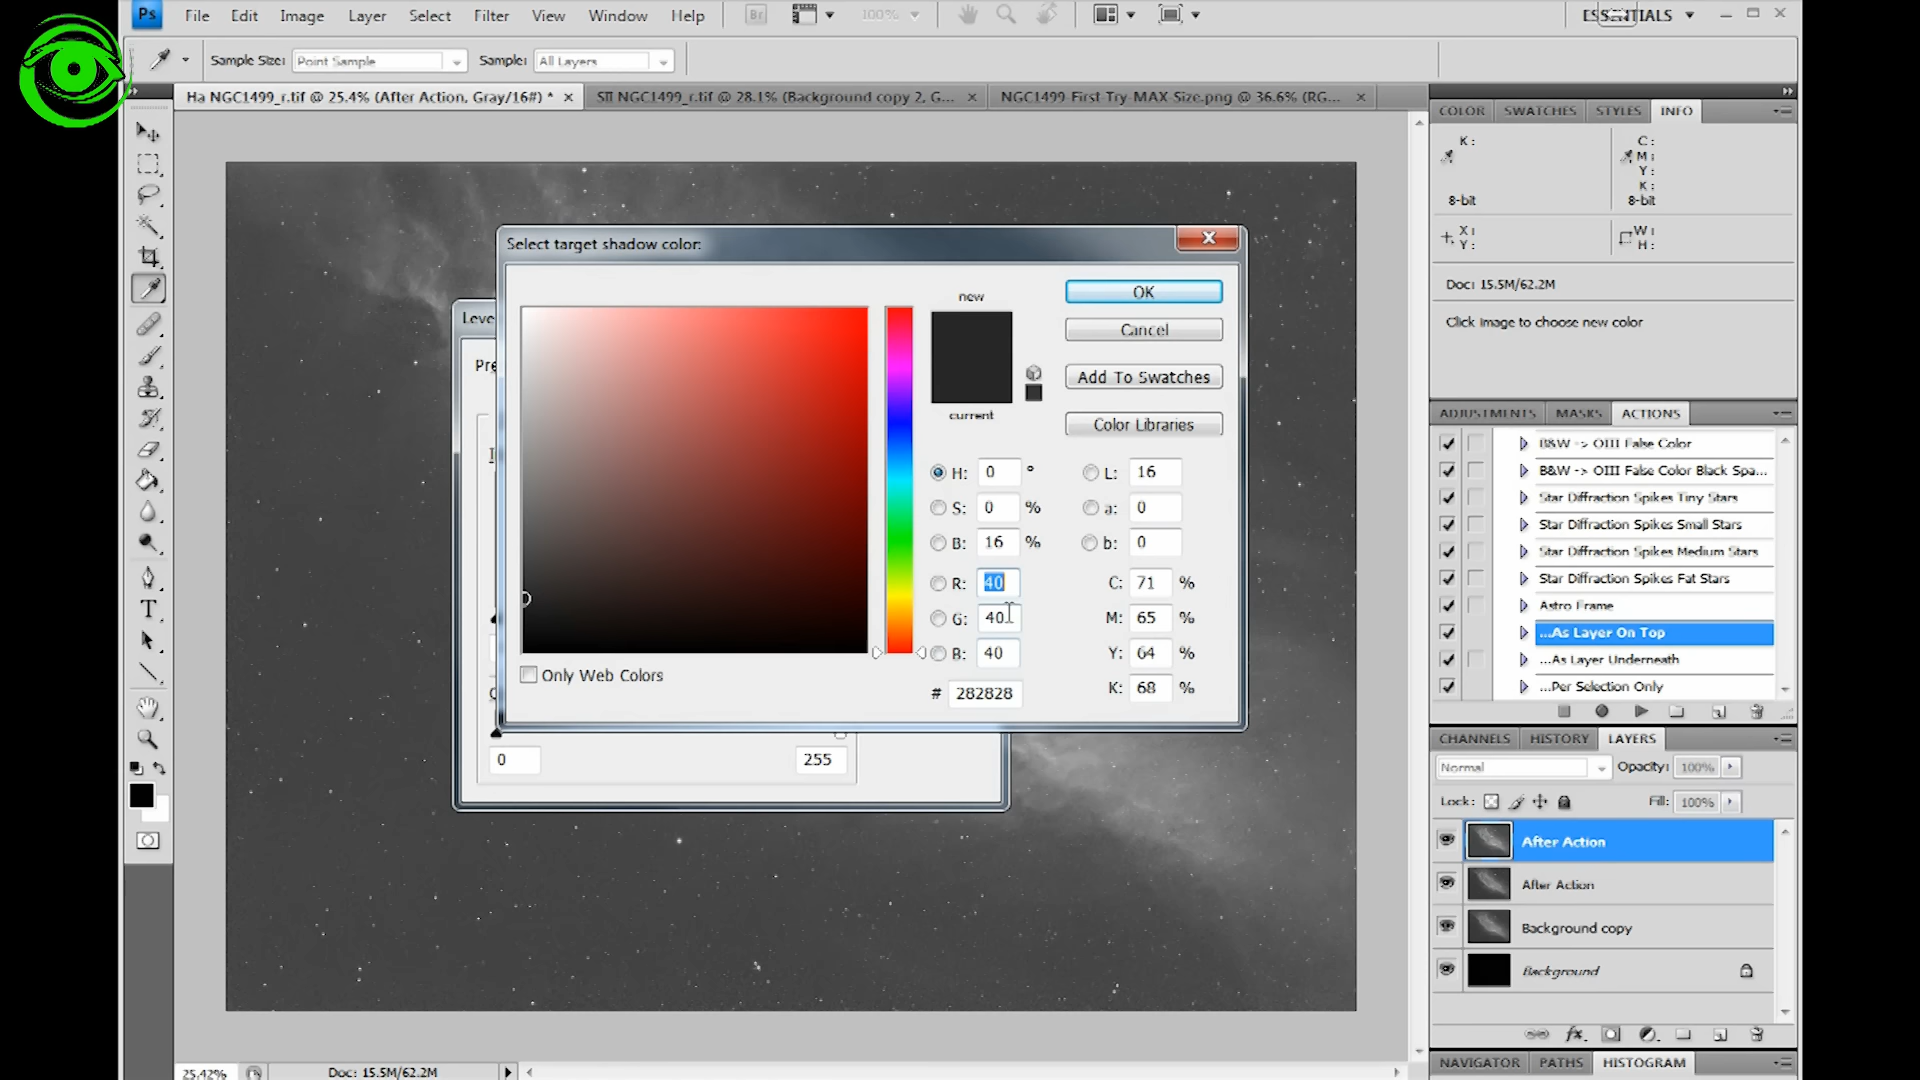 Ps File Edit Image Layer Select Filter View Window Help Br 100% ESSENTIALS
Sample Size: Point Sample Sample: All Layers
Ha NGC1499_r.tif @ 25.4% (After Action, Gray/16#) * SII NGC1499_r.tif @ 28.1% (Background copy 2, G... NGC1499-First-Try-MAX-Size.png @ 36.6% (RG...
COLOR SWATCHES STYLES INFO
K: C:
M:
Y:
K:
8-bit 8-bit
X: W:
Y: H:
Doc: 15.5M/62.2M
Click image to choose new color
Select target shadow color:
new
current
OK
Cancel
Add To Swatches
Color Libraries
H: 0 ° L: 16
S: 0 % a: 0
B: 16 % b: 0
R: 40 C: 71 %
G: 40 M: 65 %
B: 40 Y: 64 %
# 282828 K: 68 %
Only Web Colors
Leve
Pre
0 255
ADJUSTMENTS MASKS ACTIONS
B&W -> OIII False Color
B&W -> OIII False Color Black Spa...
Star Diffraction Spikes Tiny Stars
Star Diffraction Spikes Small Stars
Star Diffraction Spikes Medium Stars
Star Diffraction Spikes Fat Stars
Astro Frame
...As Layer On Top
...As Layer Underneath
...Per Selection Only
CHANNELS HISTORY LAYERS
Normal Opacity: 100%
Lock: Fill: 100%
After Action
After Action
Background copy
Background
fx
NAVIGATOR PATHS HISTOGRAM
25.42% Doc: 15.5M/62.2M